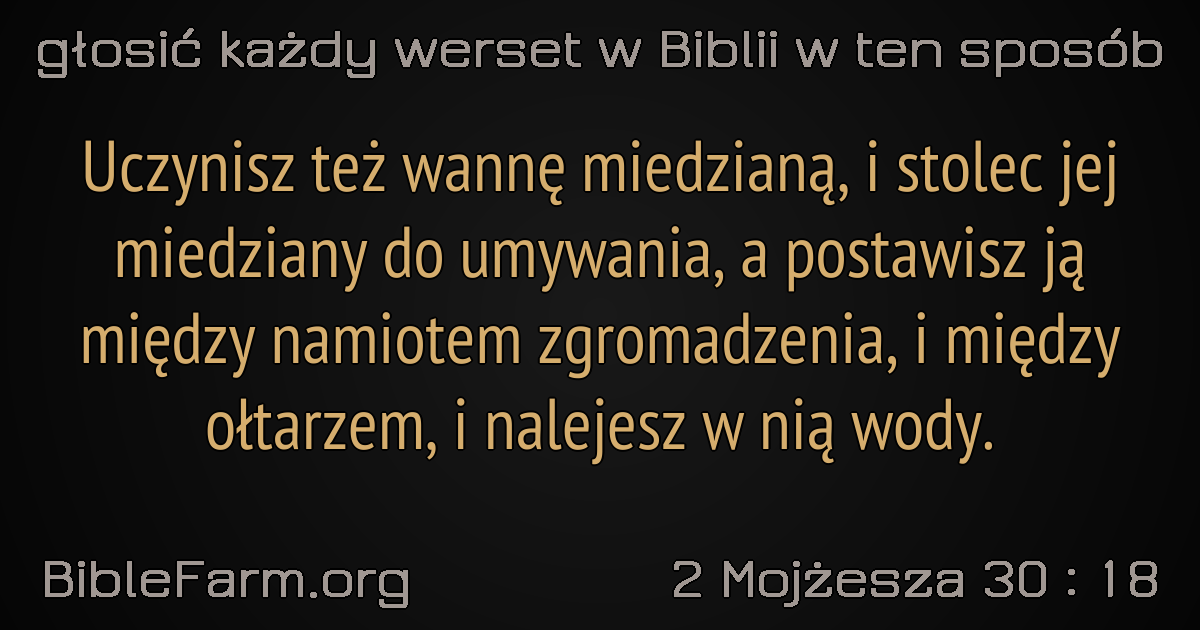 głosić każdy werset w Biblii w ten sposób
Uczynisz też wannę miedzianą, i stolec jej
miedziany do umywania, a postawisz ją
między namiotem zgromadzenia, i między
ołtarzem, i nalejesz w nią wody.
BibleFarm.org
2 Mojżesza 30 : 18